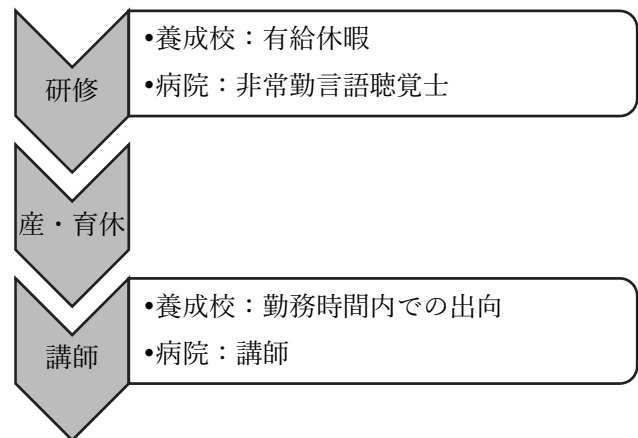 研修
•養成校：有給休暇
•病院：非常勤言語聴覚士
産・育休
講師
•養成校：勤務時間内での出向
•病院：講師